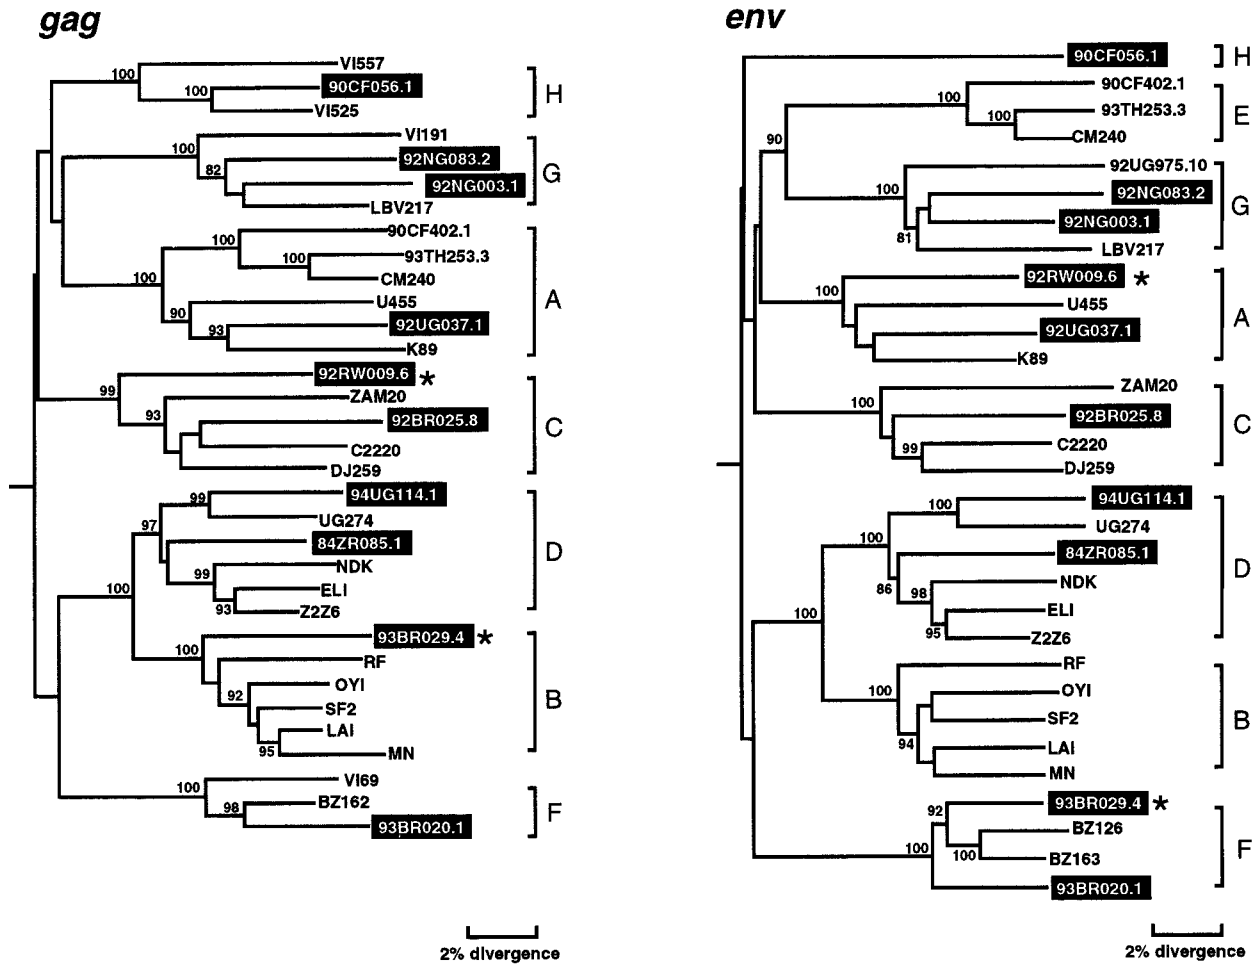 gag
100
VI557
100
90CF056.1
VI525
H
100
VI191
82
92NG083.2
92NG003.1
LBV217
G
100
100
90CF402.1
100
93TH253.3
CM240
90
U455
93
92UG037.1
K89
A
99
92RW009.6 *
93
ZAM20
92BR025.8
C2220
DJ259
C
100
97
99
94UG114.1
UG274
84ZR085.1
99
NDK
93
ELI
Z2Z6
D
100
93BR029.4 *
RF
92
OYI
SF2
95
LAI
MN
B
100
VI69
98
BZ162
93BR020.1
F
2% divergence
env
90CF056.1
H
90
100
90CF402.1
100
93TH253.3
CM240
E
100
92UG975.10
92NG083.2
81
92NG003.1
LBV217
G
100
92RW009.6 *
U455
92UG037.1
K89
A
100
ZAM20
92BR025.8
99
C2220
DJ259
C
100
100
100
94UG114.1
UG274
86
84ZR085.1
98
NDK
95
ELI
Z2Z6
D
100
RF
OYI
SF2
94
LAI
MN
B
100
92
93BR029.4 *
100
BZ126
BZ163
93BR020.1
F
2% divergence